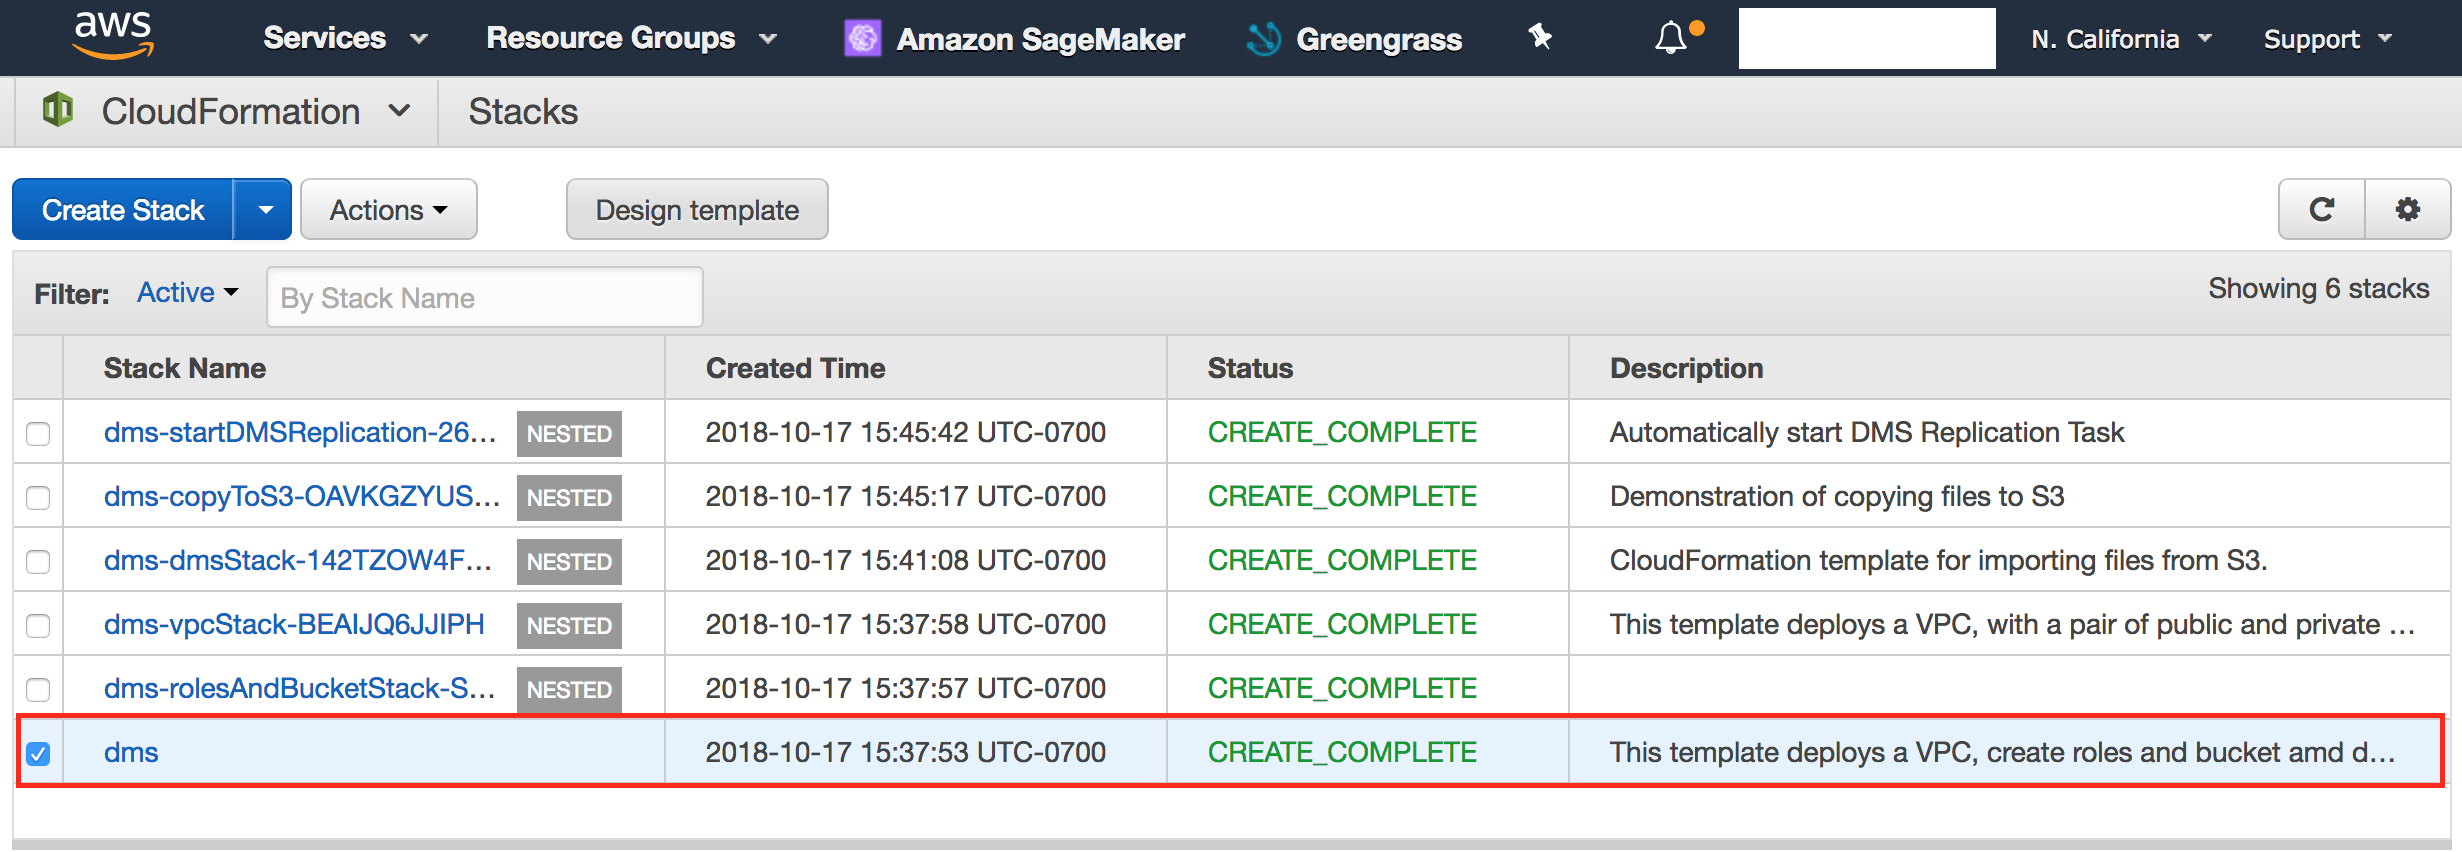 aws Services Resource Groups Amazon SageMaker Greengrass N. California Support
CloudFormation Stacks
Create Stack Actions Design template
Filter: Active By Stack Name Showing 6 stacks
Stack Name Created Time Status Description
dms-startDMSReplication-26... NESTED 2018-10-17 15:45:42 UTC-0700 CREATE_COMPLETE Automatically start DMS Replication Task
dms-copyToS3-OAVKGZYUS... NESTED 2018-10-17 15:45:17 UTC-0700 CREATE_COMPLETE Demonstration of copying files to S3
dms-dmsStack-142TZOW4F... NESTED 2018-10-17 15:41:08 UTC-0700 CREATE_COMPLETE CloudFormation template for importing files from S3.
dms-vpcStack-BEAIJQ6JJIPH NESTED 2018-10-17 15:37:58 UTC-0700 CREATE_COMPLETE This template deploys a VPC, with a pair of public and private ...
dms-rolesAndBucketStack-S... NESTED 2018-10-17 15:37:57 UTC-0700 CREATE_COMPLETE
dms 2018-10-17 15:37:53 UTC-0700 CREATE_COMPLETE This template deploys a VPC, create roles and bucket amd d...